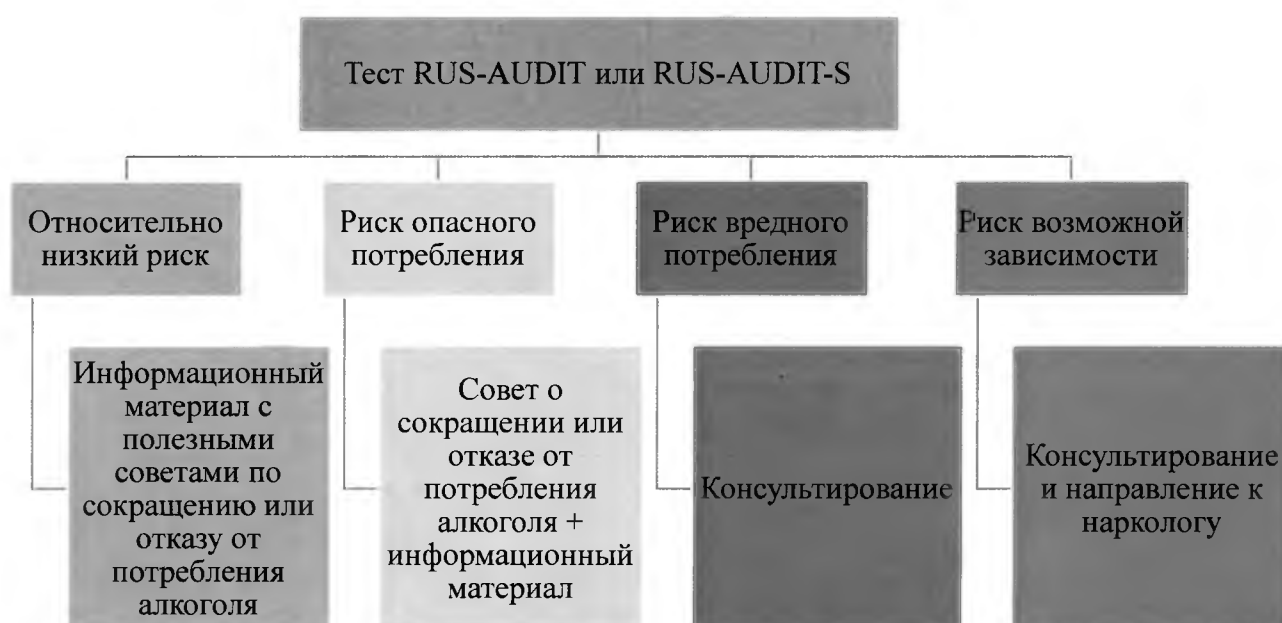 Тест RUS-AUDIT или RUS-AUDIT-S
Относительно
низкий риск
Риск опасного
потребления
Риск вредного
потребления
Риск возможной
зависимости
Информационный
материал с
полезными
советами по
сокращению или
отказу от
потребления
алкоголя
Совет о
сокращении или
отказе от
потребления
алкоголя +
информационный
материал
Консультирование
Консультирование
и направление к
наркологу